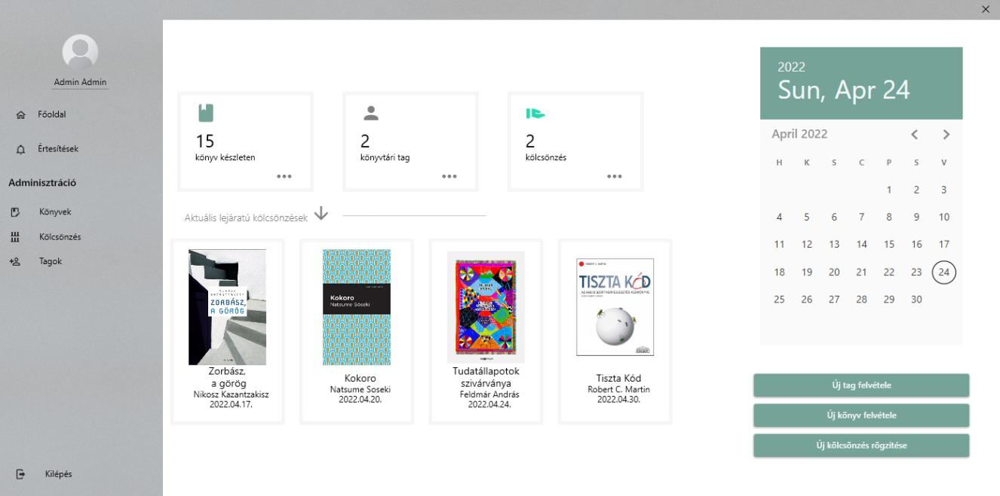 Admin Admin
Főoldal
Értesítések
Adminisztráció
Könyvek
Kölcsönzés
Tagok
Kilépés
15
könyv készleten
2
könyvtári tag
2
kölcsönzés
Aktuális lejáratú kölcsönzések
ZORBÁSZ,
A GÖRÖG
Zorbász,
a görög
Nikosz Kazantzakisz
2022.04.17.
Kokoro
Natsume Sōseki
Kokoro
Natsume Soseki
2022.04.20.
Tudatállapotok
szivárványa
Feldmár András
2022.04.24.
ROBERT C. MARTIN
TISZTA KÓD
Tiszta Kód
Robert C. Martin
2022.04.30.
2022
Sun, Apr 24
April 2022
H K S C P S V
1 2 3
4 5 6 7 8 9 10
11 12 13 14 15 16 17
18 19 20 21 22 23 24
25 26 27 28 29 30
Új tag felvétele
Új könyv felvétele
Új kölcsönzés rögzítése